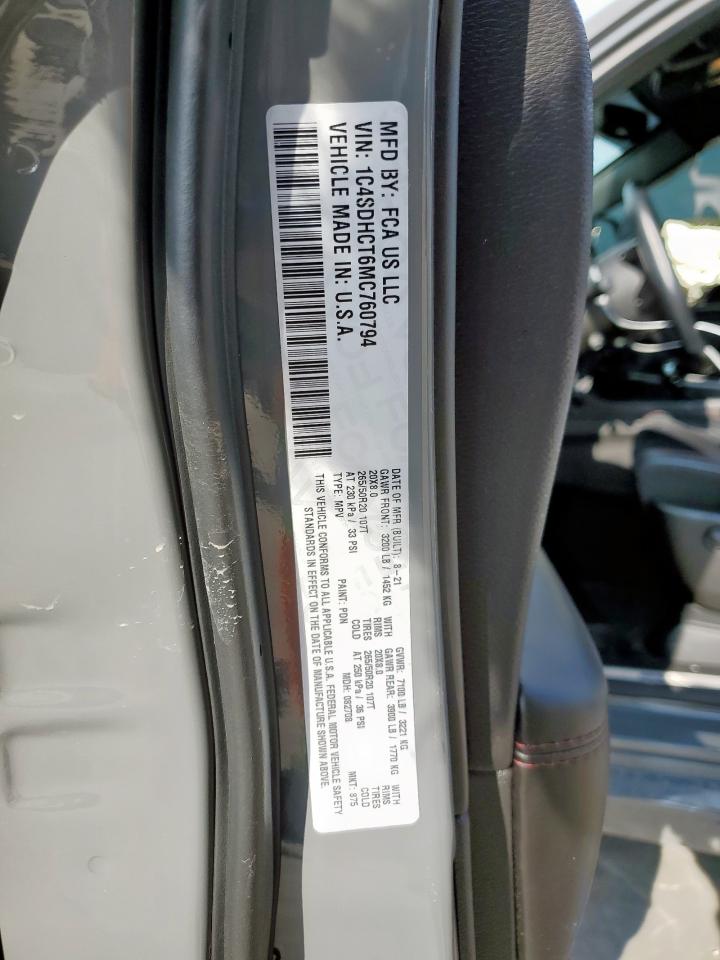 MFD BY: FCA US LLC
VIN: 1C4SDHCT6MC760794
VEHICLE MADE IN: U.S.A.
DATE OF MFR (BUILT): 8-21 GVWR: 7100 LB / 3221 KG
GAWR FRONT: 3200 LB / 1452 KG WITH GAWR REAR: 3900 LB / 1770 KG WITH
20X8.0 RIMS 20X8.0 RIMS
265/50R20 107T TIRES 265/50R20 107T TIRES
AT 230 kPa / 33 PSI COLD AT 250 kPa / 36 PSI COLD
TYPE: MPV PAINT: PDN MDH: 082708 MKT: 875
THIS VEHICLE CONFORMS TO ALL APPLICABLE U.S.A. FEDERAL MOTOR VEHICLE SAFETY
STANDARDS IN EFFECT ON THE DATE OF MANUFACTURE SHOWN ABOVE.